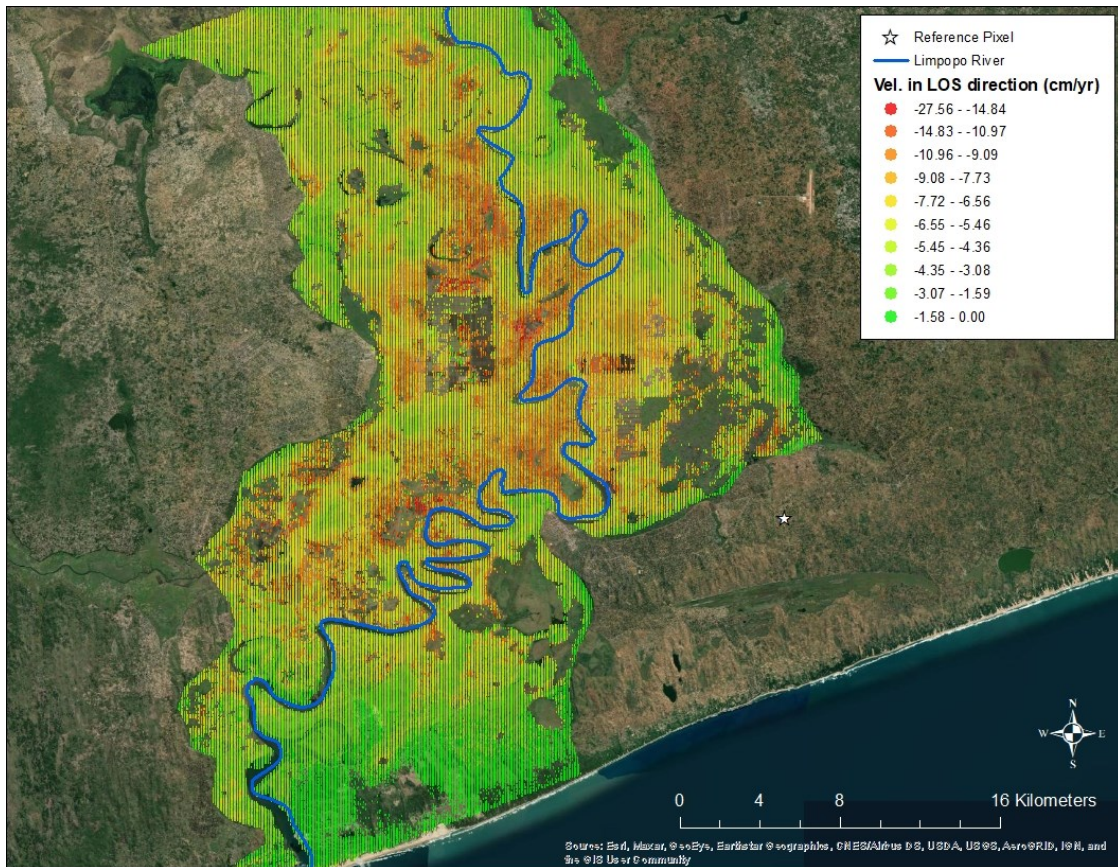 Reference Pixel
Limpopo River
Vel. in LOS direction (cm/yr)
-27.56 - -14.84
-14.83 - -10.97
-10.96 - -9.09
-9.08 - -7.73
-7.72 - -6.56
-6.55 - -5.46
-5.45 - -4.36
-4.35 - -3.08
-3.07 - -1.59
-1.58 - 0.00
N
W E
S
0 4 8 16 Kilometers
Source: Esri, Maxar, GeoEye, Earthstar Geographics, CNES/Airbus DS, USDA, USGS, AeroGRID, IGN, and
the GIS User Community